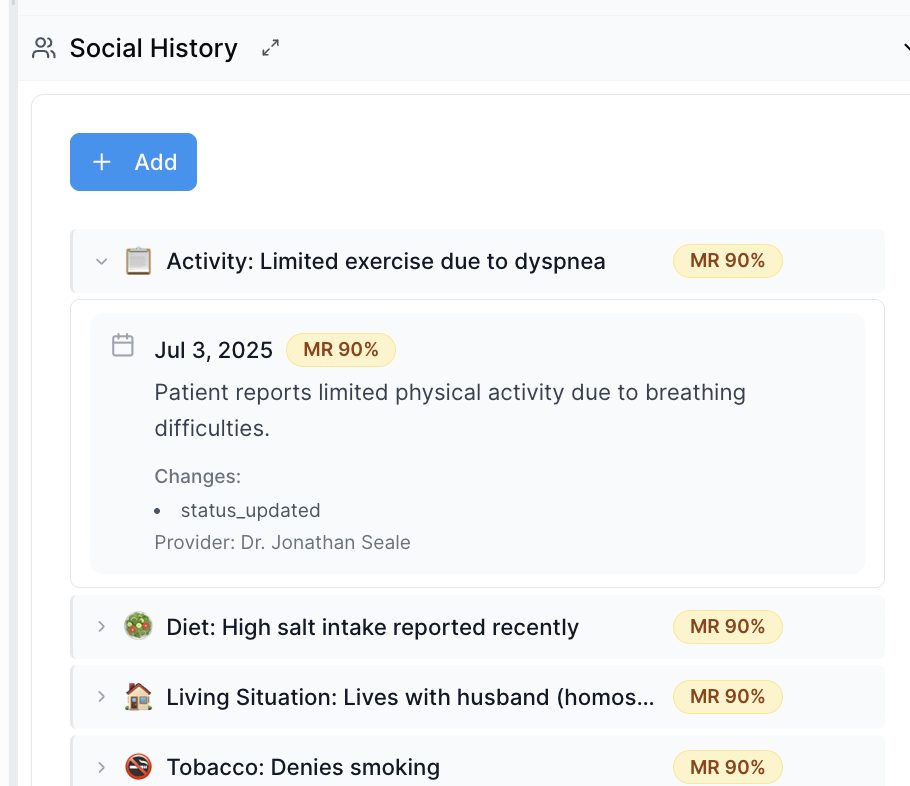 Social History
+ Add
Activity: Limited exercise due to dyspnea MR 90%
Jul 3, 2025 MR 90%
Patient reports limited physical activity due to breathing
difficulties.
Changes:
• status_updated
Provider: Dr. Jonathan Seale
Diet: High salt intake reported recently MR 90%
Living Situation: Lives with husband (homos... MR 90%
Tobacco: Denies smoking MR 90%